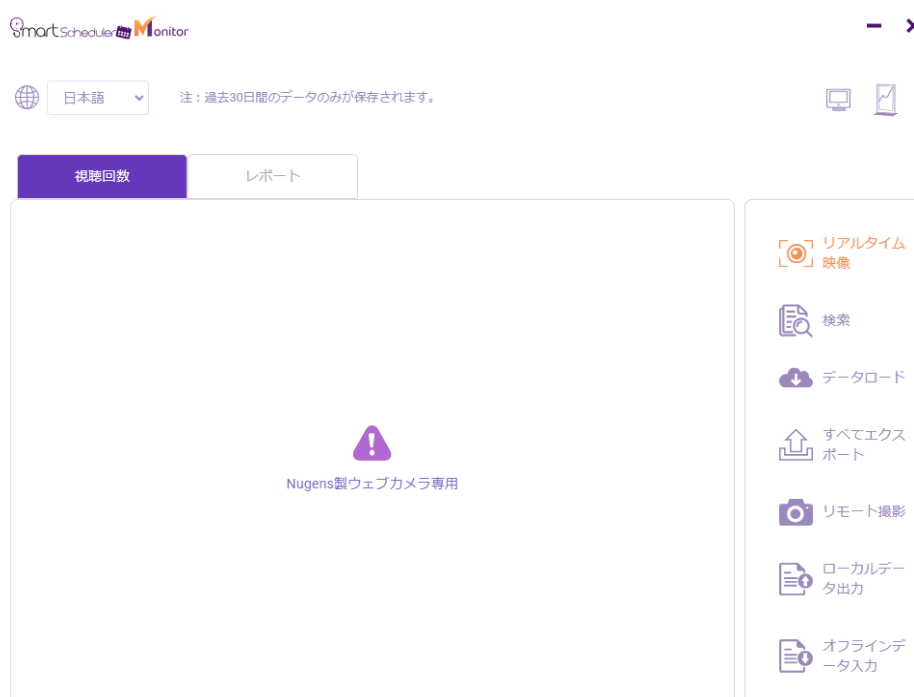 Smart Scheduler Monitor
日本語
注：過去30日間のデータのみが保存されます。
視聴回数
レポート
Nugens製ウェブカメラ専用
リアルタイム
映像
検索
データロード
すべてエクス
ポート
リモート撮影
ローカルデー
タ出力
オフラインデ
ータ入力